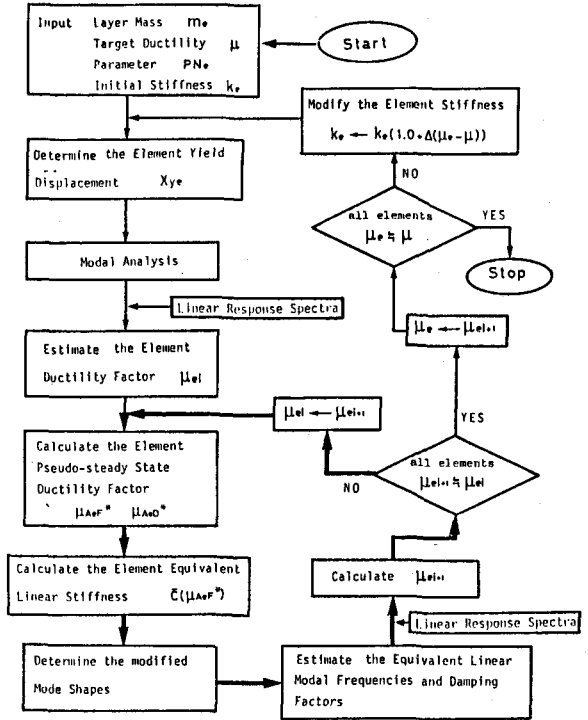 Start
Input Layer Mass me
Target Ductility μ
Parameter PNe
Initial Stiffness ke
Modify the Element Stiffness
ke ← ke(1.0+Δ(μe-μ))
Determine the Element Yield
Displacement Xye
NO
all elements
μe ≒ μ
YES
Stop
Modal Analysis
Linear Response Spectra
μe ← μei+1
Estimate the Element
Ductility Factor μei
μei ← μei+1
YES
Calculate the Element
Pseudo-steady State
Ductility Factor
μAeF* μAeD*
all elements
μei+1 ≒ μei
NO
Calculate the Element Equivalent
Linear Stiffness C̄(μAeF*)
Calculate μei+1
Linear Response Spectra
Determine the modified
Mode Shapes
Estimate the Equivalent Linear
Modal Frequencies and Damping
Factors